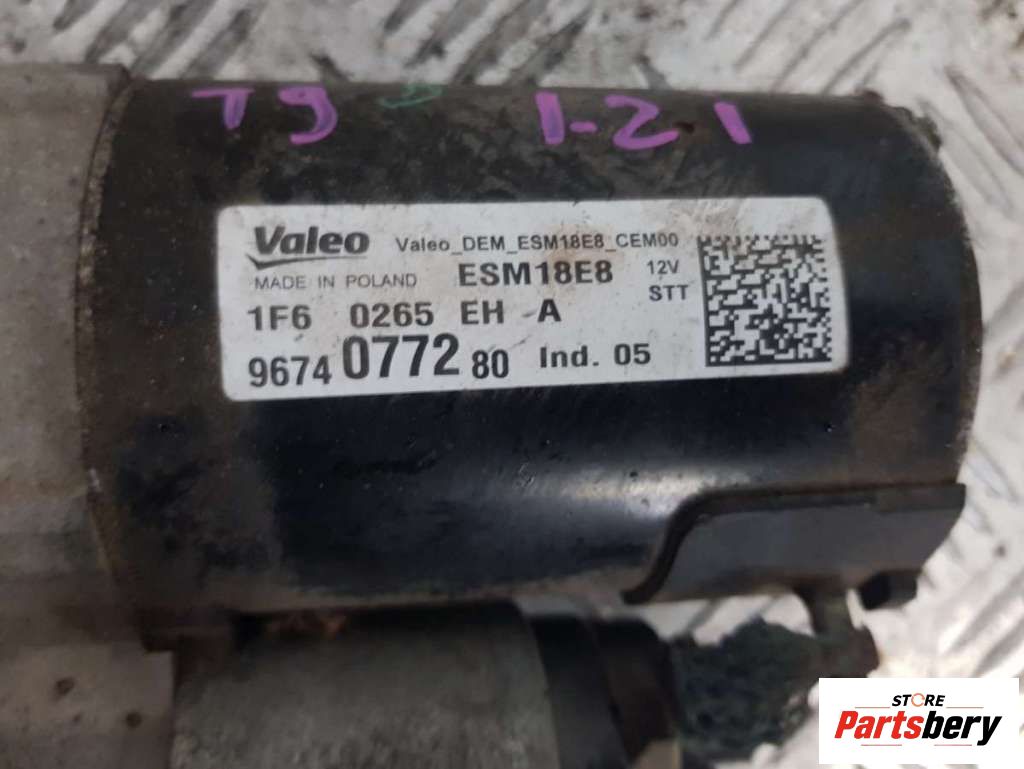 T9 1-21
Valeo Valeo_DEM_ESM18E8_CEM00
MADE IN POLAND ESM18E8 12V
STT
1F6 0265 EH A
9674 0772 80 Ind. 05
STORE
Partsbery